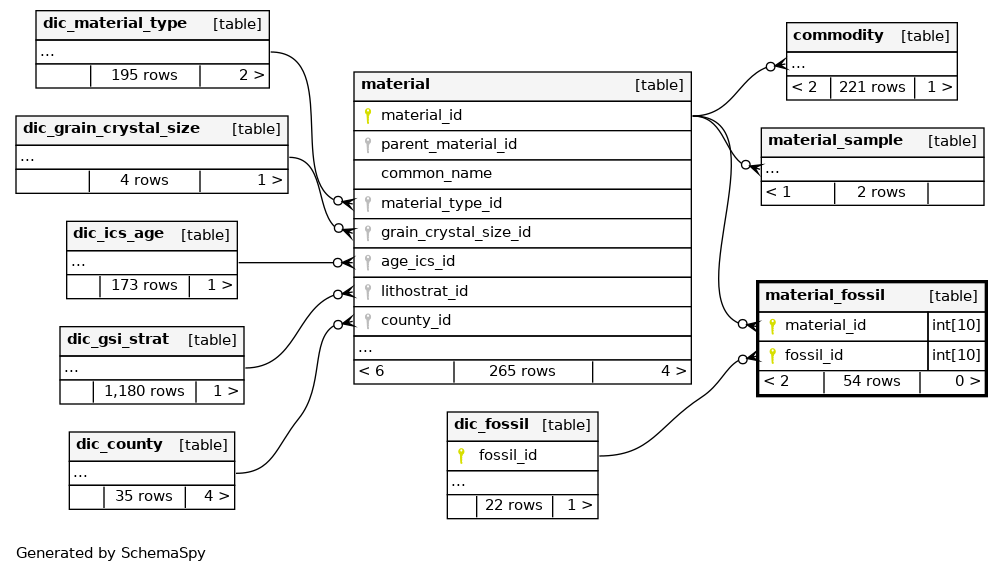 dic_material_type [table]
...
195 rows 2 >
dic_grain_crystal_size [table]
...
4 rows 1 >
dic_ics_age [table]
...
173 rows 1 >
dic_gsi_strat [table]
...
1,180 rows 1 >
dic_county [table]
...
35 rows 4 >
material [table]
material_id
parent_material_id
common_name
material_type_id
grain_crystal_size_id
age_ics_id
lithostrat_id
county_id
...
< 6 265 rows 4 >
dic_fossil [table]
fossil_id
...
22 rows 1 >
commodity [table]
...
< 2 221 rows 1 >
material_sample [table]
...
< 1 2 rows
material_fossil [table]
material_id int[10]
fossil_id int[10]
< 2 54 rows 0 >
Generated by SchemaSpy